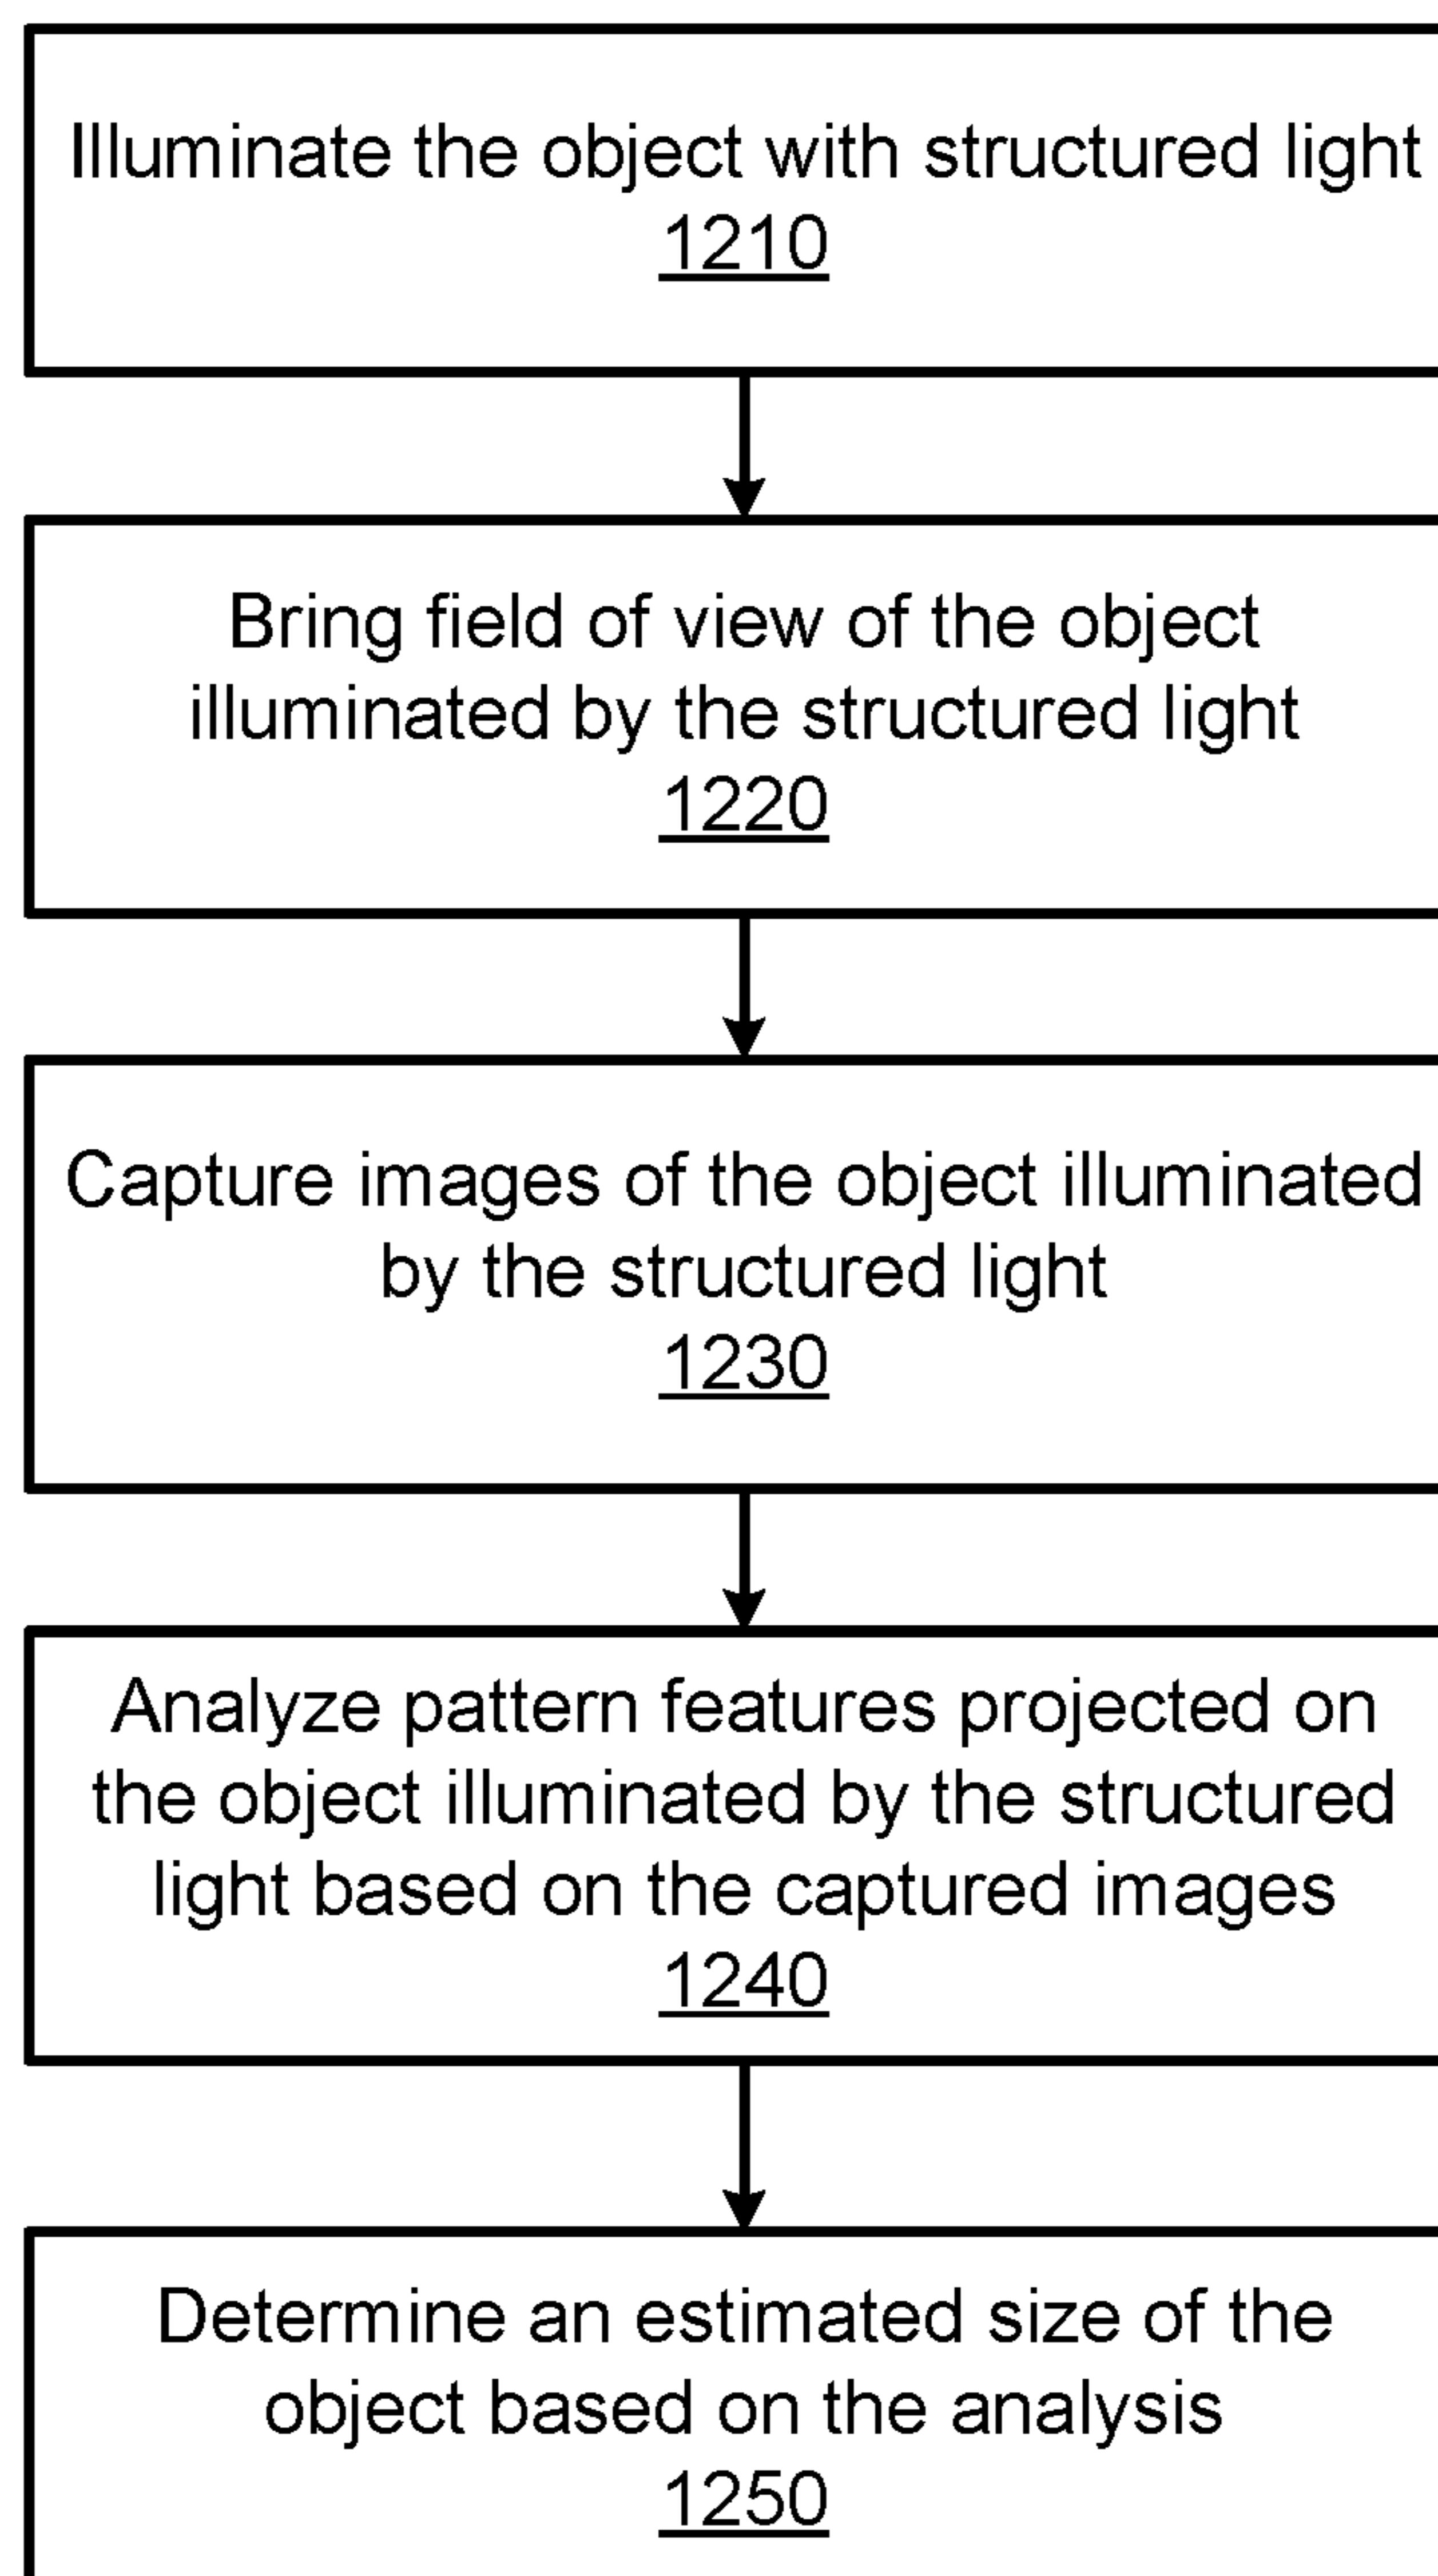 Illuminate the object with structured light
1210
Bring field of view of the object
illuminated by the structured light
1220
Capture images of the object illuminated
by the structured light
1230
Analyze pattern features projected on
the object illuminated by the structured
light based on the captured images
1240
Determine an estimated size of the
object based on the analysis
1250